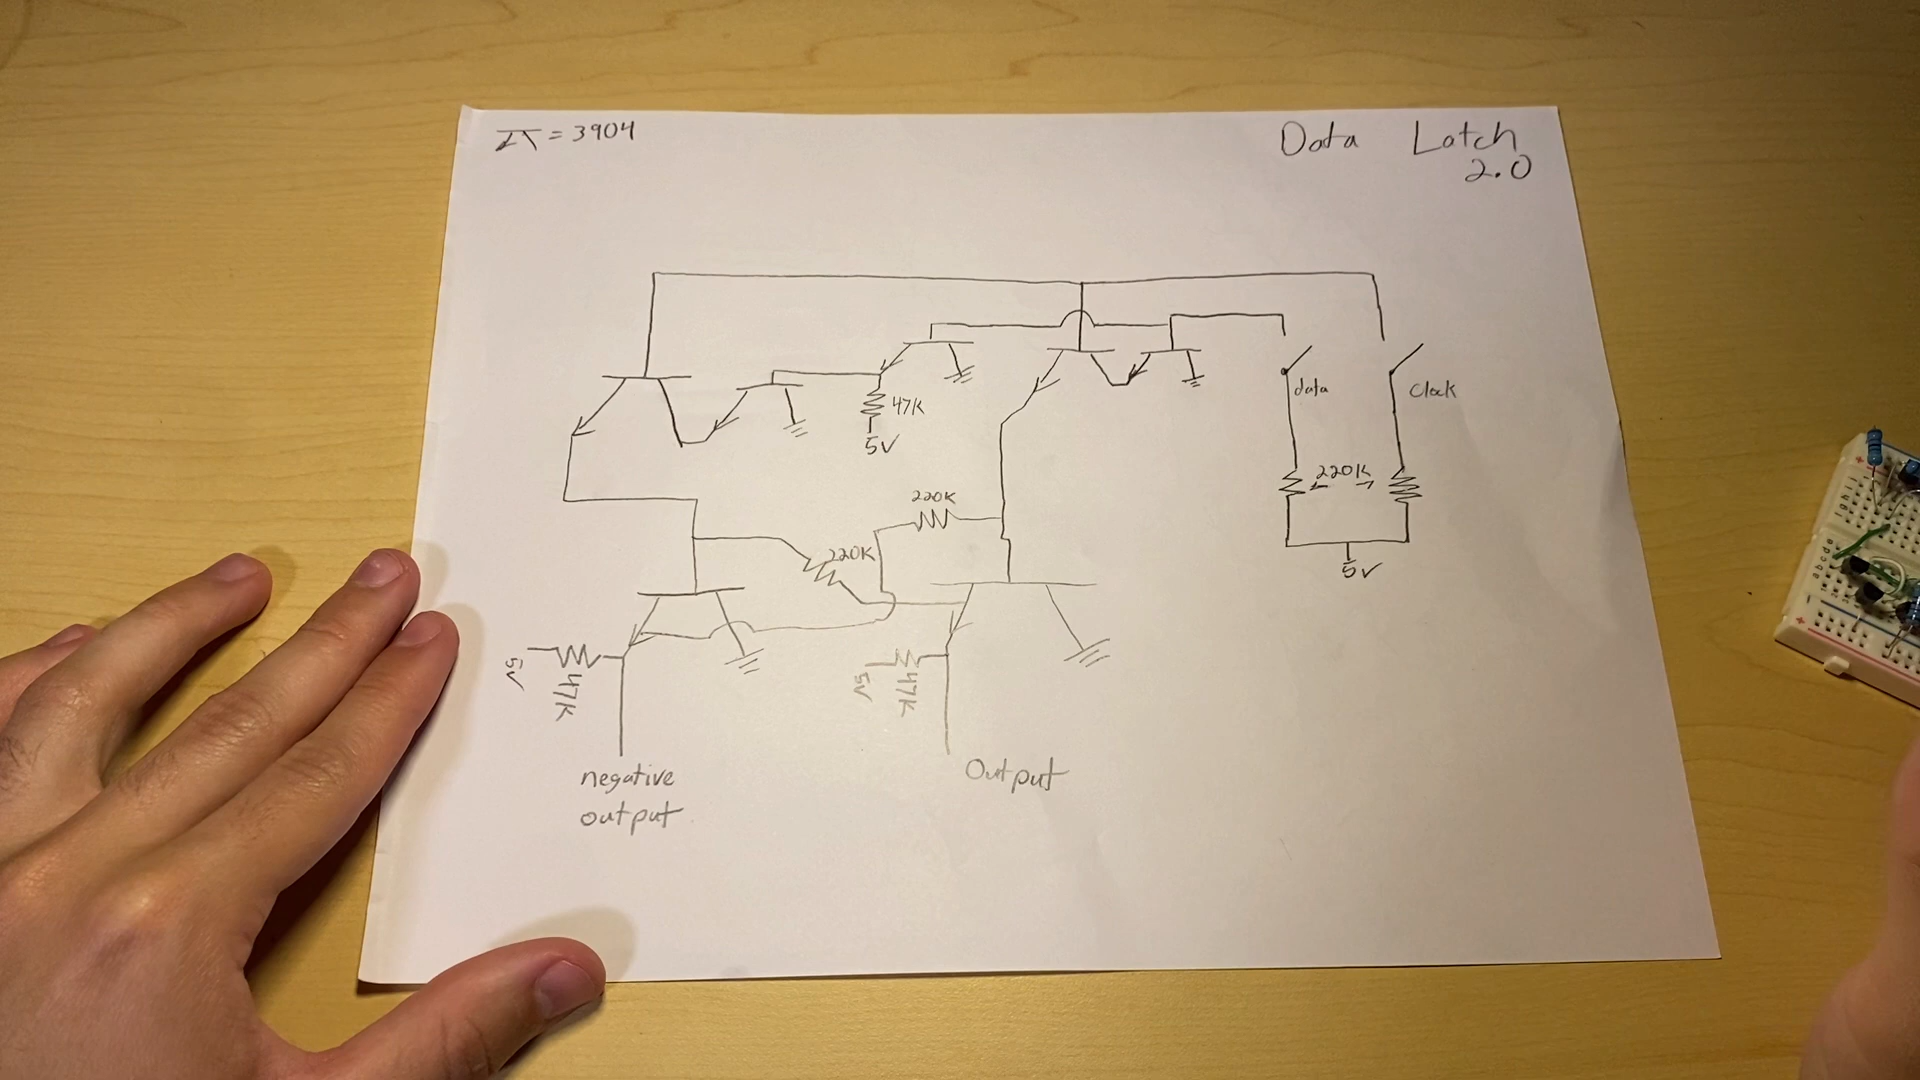 = 3904
Data Latch
2.0
47K
5V
data
Clock
220K
220K
220K
5V
5V
47K
5V
47K
negative
output
Output